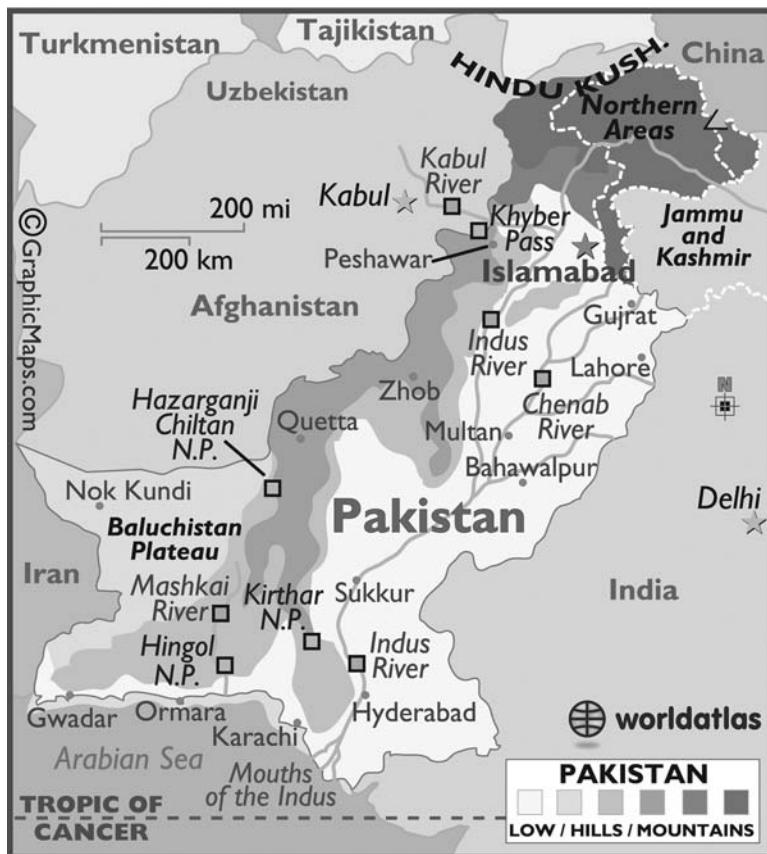 Turkmenistan
Tajikistan
China
HINDU KUSH.
Uzbekistan
Northern
Areas
Kabul
River
Kabul
200 mi
200 km
Khyber
Pass
Jammu
and
Kashmir
Peshawar
Islamabad
© GraphicMaps.com
Afghanistan
Gujrat
Indus
River
Lahore
Zhob
Chenab
River
N
Hazarganji
Chiltan
N.P.
Quetta
Multan
Bahawalpur
Nok Kundi
Delhi
Pakistan
Baluchistan
Plateau
Iran
Sukkur
India
Mashkai
River
Kirthar
N.P.
Hingol
N.P.
Indus
River
Gwadar
Ormara
Hyderabad
worldatlas
Karachi
Arabian Sea
Mouths
of the Indus
PAKISTAN
LOW / HILLS / MOUNTAINS
TROPIC OF
CANCER